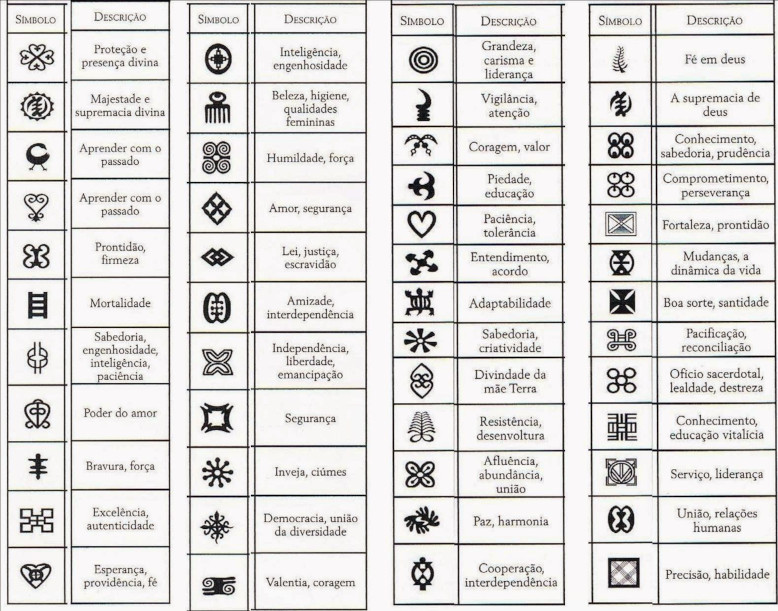 SÍMBOLO DESCRIÇÃO
Proteção e
presença divina
Majestade e
supremacia divina
Aprender com o
passado
Aprender com o
passado
Prontidão,
firmeza
Mortalidade
Sabedoria,
engenhosidade,
inteligência,
paciência
Poder do amor
Bravura, força
Excelência,
autenticidade
Esperança,
providência, fé
SÍMBOLO DESCRIÇÃO
Inteligência,
engenhosidade
Beleza, higiene,
qualidades
femininas
Humildade, força
Amor, segurança
Lei, justiça,
escravidão
Amizade,
interdependência
Independência,
liberdade,
emancipação
Segurança
Inveja, ciúmes
Democracia, união
da diversidade
Valentia, coragem
SÍMBOLO DESCRIÇÃO
Grandeza,
carisma e
liderança
Vigilância,
atenção
Coragem, valor
Piedade,
educação
Paciência,
tolerância
Entendimento,
acordo
Adaptabilidade
Sabedoria,
criatividade
Divindade da
mãe Terra
Resistência,
desenvoltura
Afluência,
abundância,
união
Paz, harmonia
Cooperação,
interdependência
SÍMBOLO DESCRIÇÃO
Fé em deus
A supremacia de
deus
Conhecimento,
sabedoria, prudência
Comprometimento,
perseverança
Fortaleza, prontidão
Mudanças, a
dinâmica da vida
Boa sorte, santidade
Pacificação,
reconciliação
Ofício sacerdotal,
lealdade, destreza
Conhecimento,
educação vitalícia
Serviço, liderança
União, relações
humanas
Precisão, habilidade